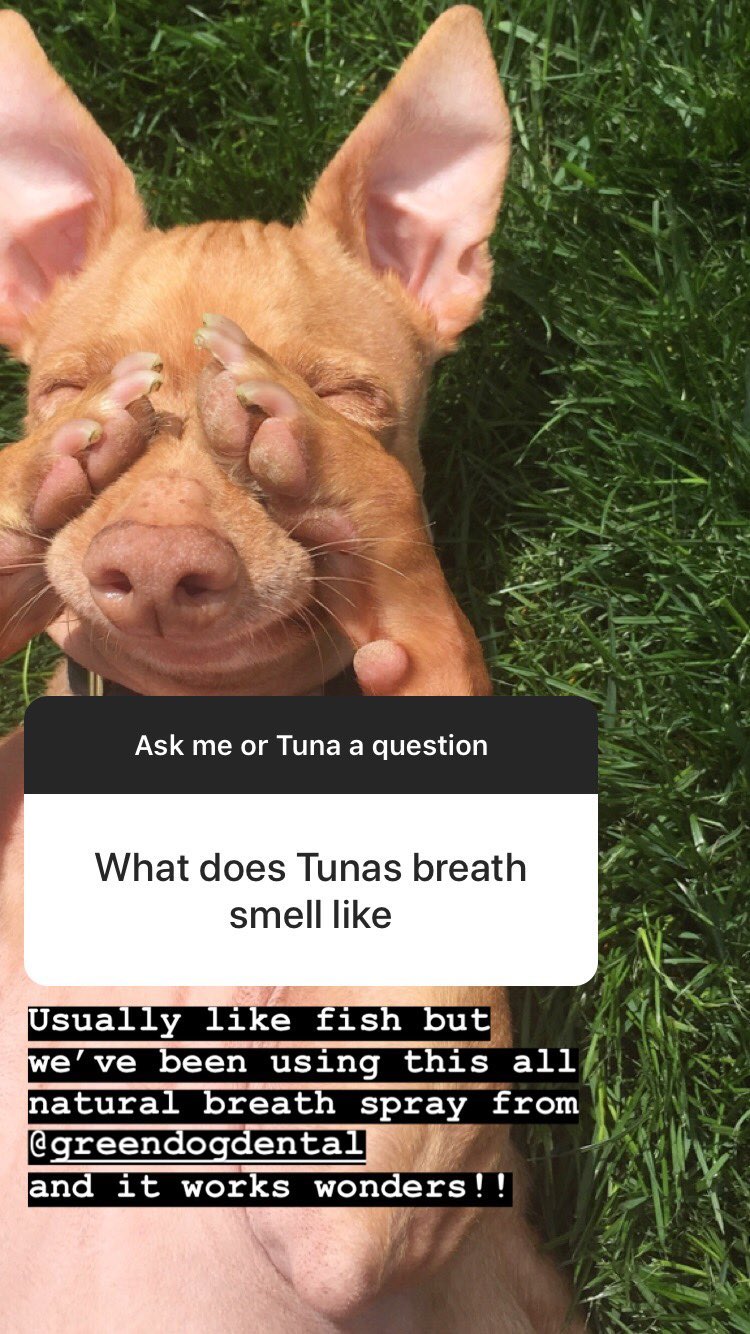 Ask me or Tuna a question
What does Tunas breath
smell like
Usually like fish but
we've been using this all
natural breath spray from
@greendogdental
and it works wonders!!